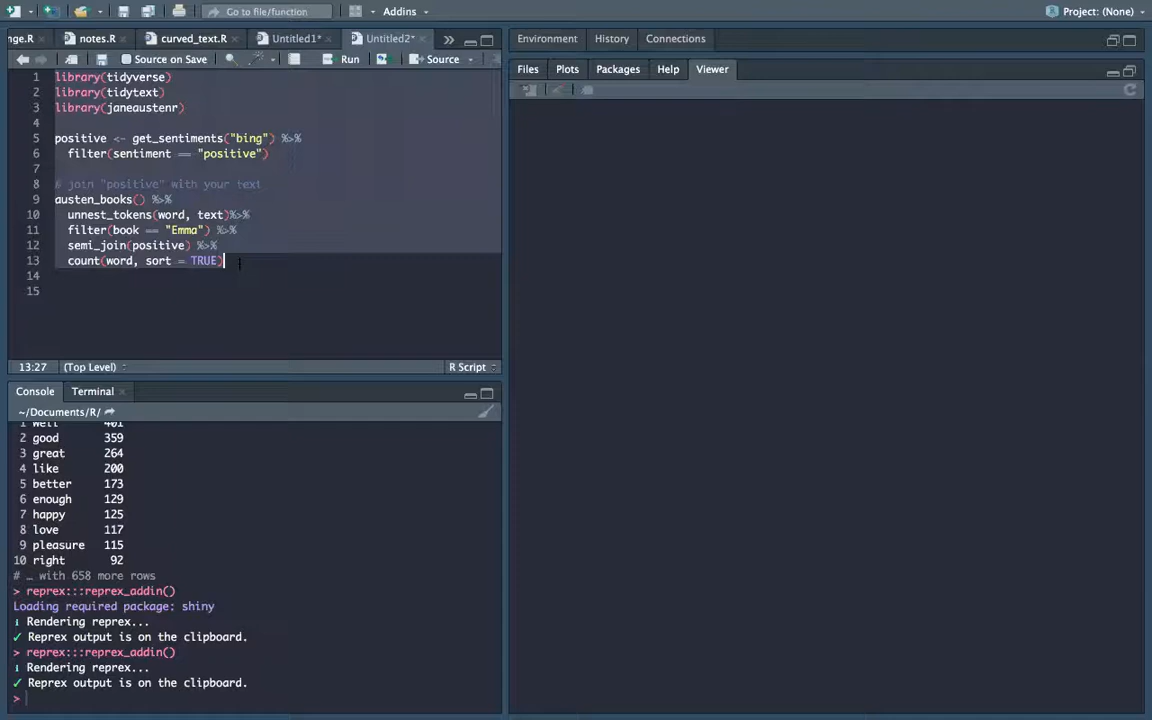 Go to file/function
Addins
Project: (None)
nge.R
notes.R
curved_text.R
Untitled1*
Untitled2*
Source on Save
Run
Source
1 library(tidyverse)
2 library(tidytext)
3 library(janeaustenr)
4
5 positive <- get_sentiments("bing") %>%
6 filter(sentiment == "positive")
7
8 # join "positive" with your text
9 austen_books() %>%
10 unnest_tokens(word, text)%>%
11 filter(book == "Emma") %>%
12 semi_join(positive) %>%
13 count(word, sort = TRUE)
14
15
13:27
(Top Level)
R Script
Console
Terminal
~/Documents/R/
1 well 401
2 good 359
3 great 264
4 like 200
5 better 173
6 enough 129
7 happy 125
8 love 117
9 pleasure 115
10 right 92
# … with 658 more rows
> reprex:::reprex_addin()
Loading required package: shiny
ℹ Rendering reprex...
✓ Reprex output is on the clipboard.
> reprex:::reprex_addin()
ℹ Rendering reprex...
✓ Reprex output is on the clipboard.
>
Environment
History
Connections
Files
Plots
Packages
Help
Viewer